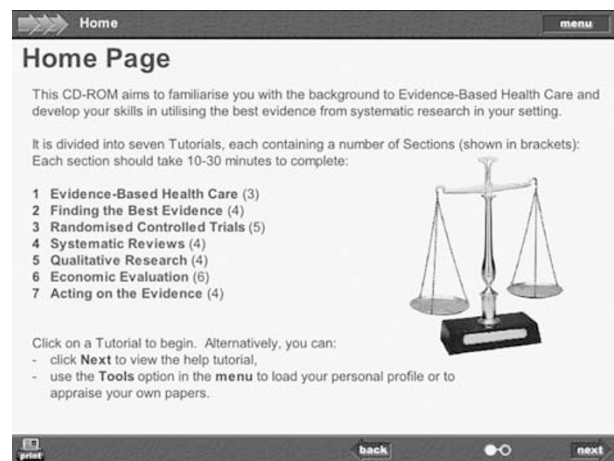 Home
menu
Home Page
This CD-ROM aims to familiarise you with the background to Evidence-Based Health Care and
develop your skills in utilising the best evidence from systematic research in your setting.
It is divided into seven Tutorials, each containing a number of Sections (shown in brackets):
Each section should take 10-30 minutes to complete:
1 Evidence-Based Health Care (3)
2 Finding the Best Evidence (4)
3 Randomised Controlled Trials (5)
4 Systematic Reviews (4)
5 Qualitative Research (4)
6 Economic Evaluation (6)
7 Acting on the Evidence (4)
Click on a Tutorial to begin. Alternatively, you can:
- click Next to view the help tutorial,
- use the Tools option in the menu to load your personal profile or to
appraise your own papers.
print
back
next